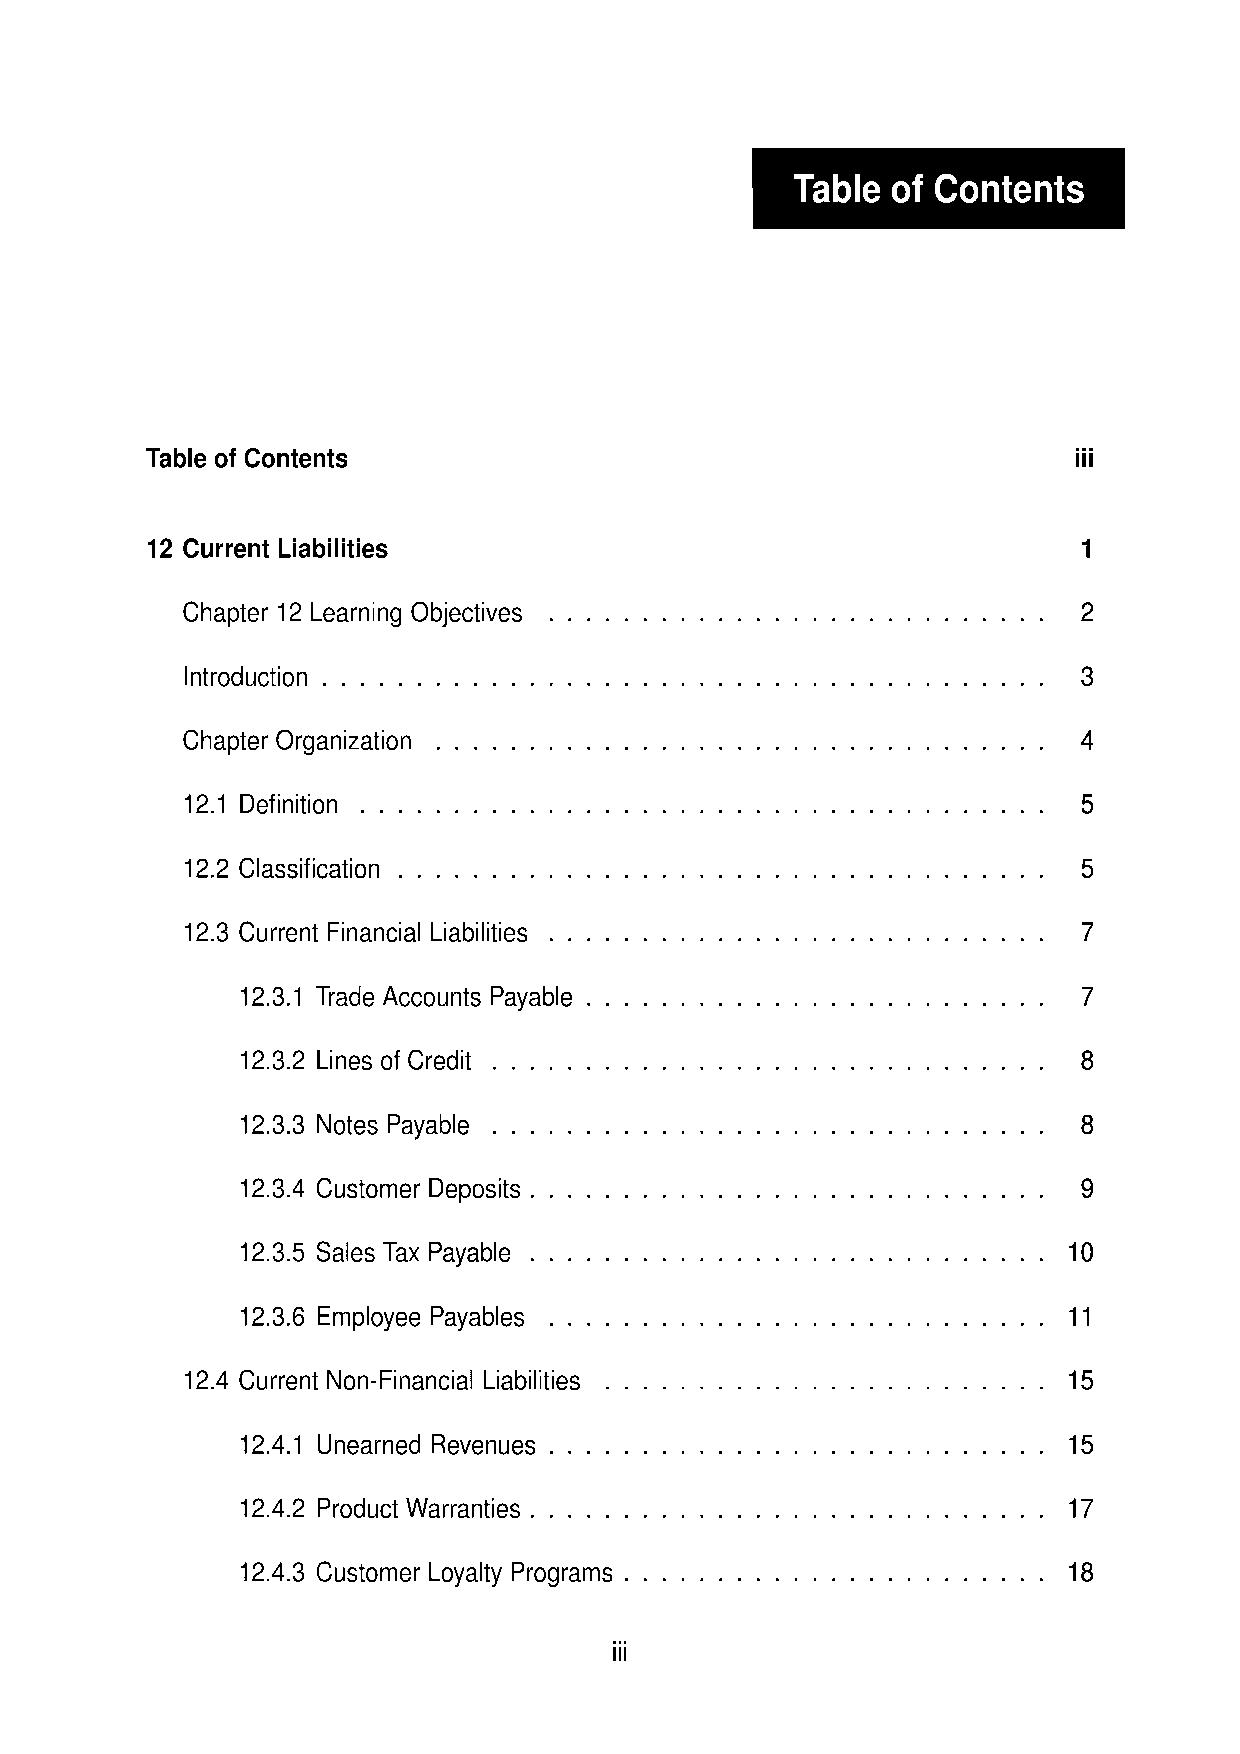 Table of Contents
Table of Contents iii
12 Current Liabilities 1
Chapter 12 Learning Objectives . . . . . . . . . . . . . . . . . . . . . . . . . . . 2
Introduction . . . . . . . . . . . . . . . . . . . . . . . . . . . . . . . . . . . . . . . 3
Chapter Organization . . . . . . . . . . . . . . . . . . . . . . . . . . . . . . . . . 4
12.1 Definition . . . . . . . . . . . . . . . . . . . . . . . . . . . . . . . . . . . . . 5
12.2 Classification . . . . . . . . . . . . . . . . . . . . . . . . . . . . . . . . . . . 5
12.3 Current Financial Liabilities . . . . . . . . . . . . . . . . . . . . . . . . . . . 7
12.3.1 Trade Accounts Payable . . . . . . . . . . . . . . . . . . . . . . . . . 7
12.3.2 Lines of Credit . . . . . . . . . . . . . . . . . . . . . . . . . . . . . . 8
12.3.3 Notes Payable . . . . . . . . . . . . . . . . . . . . . . . . . . . . . . 8
12.3.4 Customer Deposits . . . . . . . . . . . . . . . . . . . . . . . . . . . . 9
12.3.5 Sales Tax Payable . . . . . . . . . . . . . . . . . . . . . . . . . . . . 10
12.3.6 Employee Payables . . . . . . . . . . . . . . . . . . . . . . . . . . . 11
12.4 Current Non-Financial Liabilities . . . . . . . . . . . . . . . . . . . . . . . . 15
12.4.1 Unearned Revenues . . . . . . . . . . . . . . . . . . . . . . . . . . . 15
12.4.2 Product Warranties . . . . . . . . . . . . . . . . . . . . . . . . . . . . 17
12.4.3 Customer Loyalty Programs . . . . . . . . . . . . . . . . . . . . . . . 18
iii